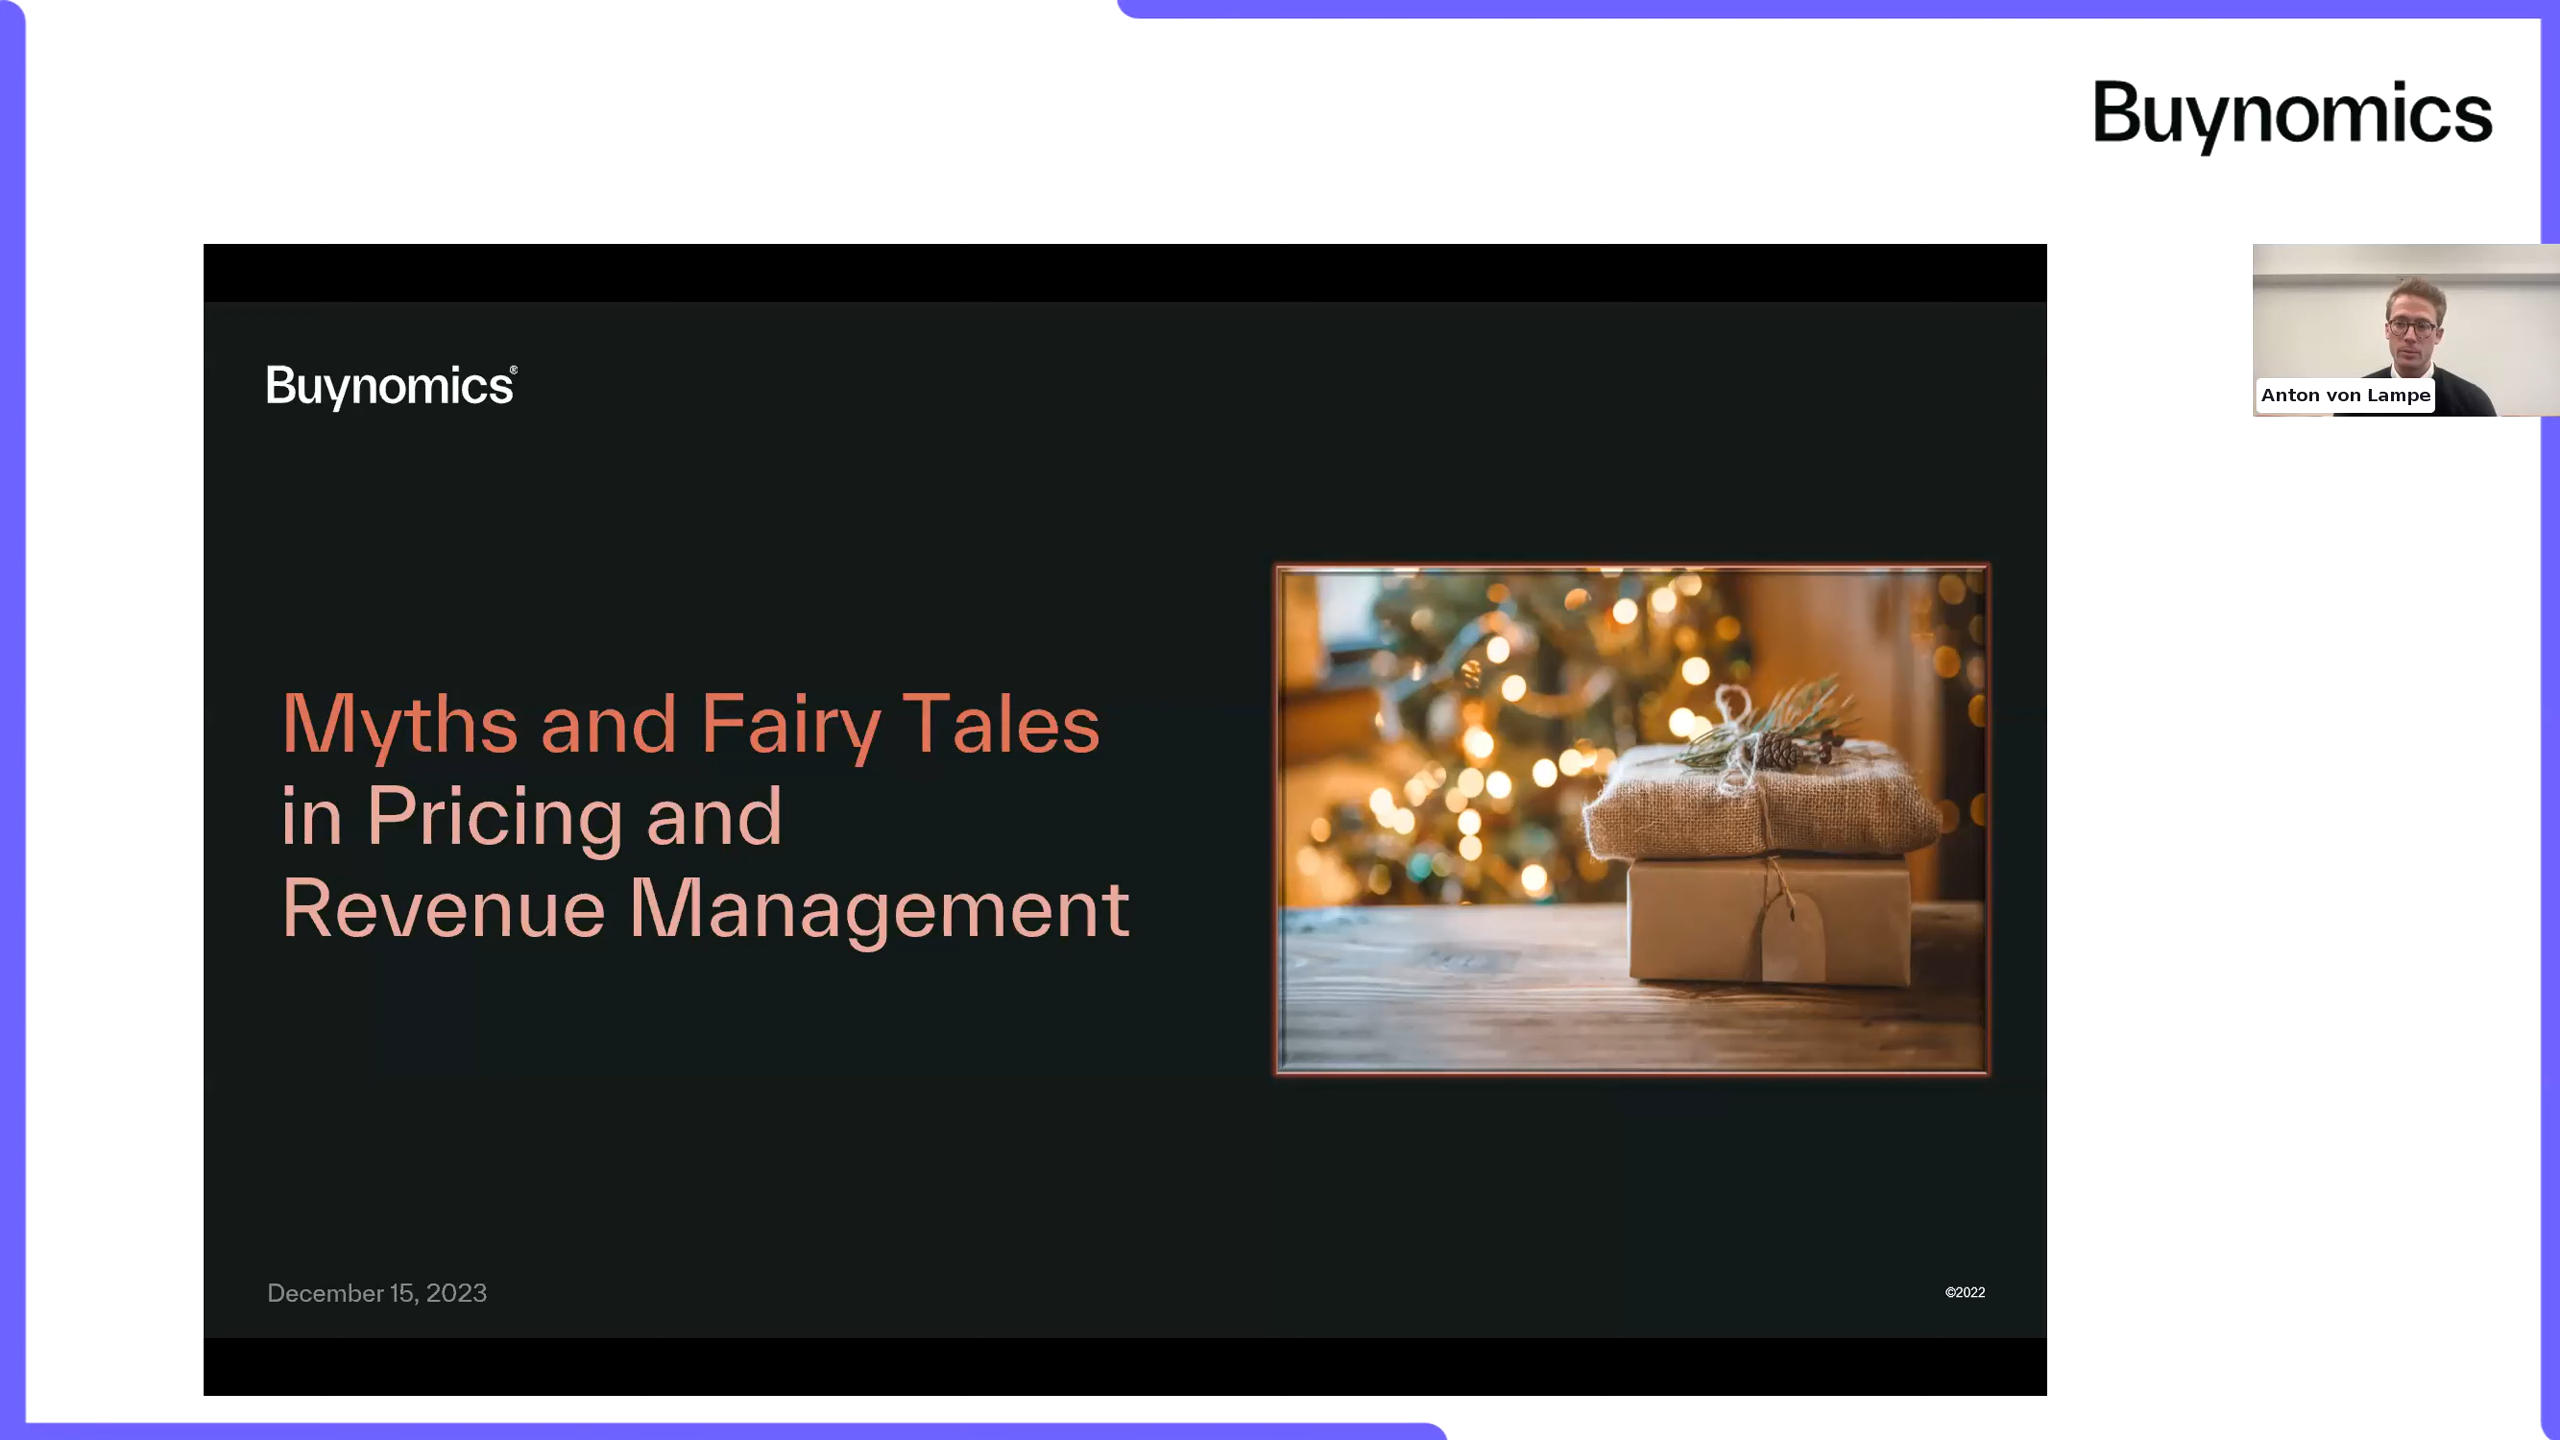 Buynomics
Anton von Lampe
Buynomics®
Myths and Fairy Tales
in Pricing and
Revenue Management
December 15, 2023
©2022